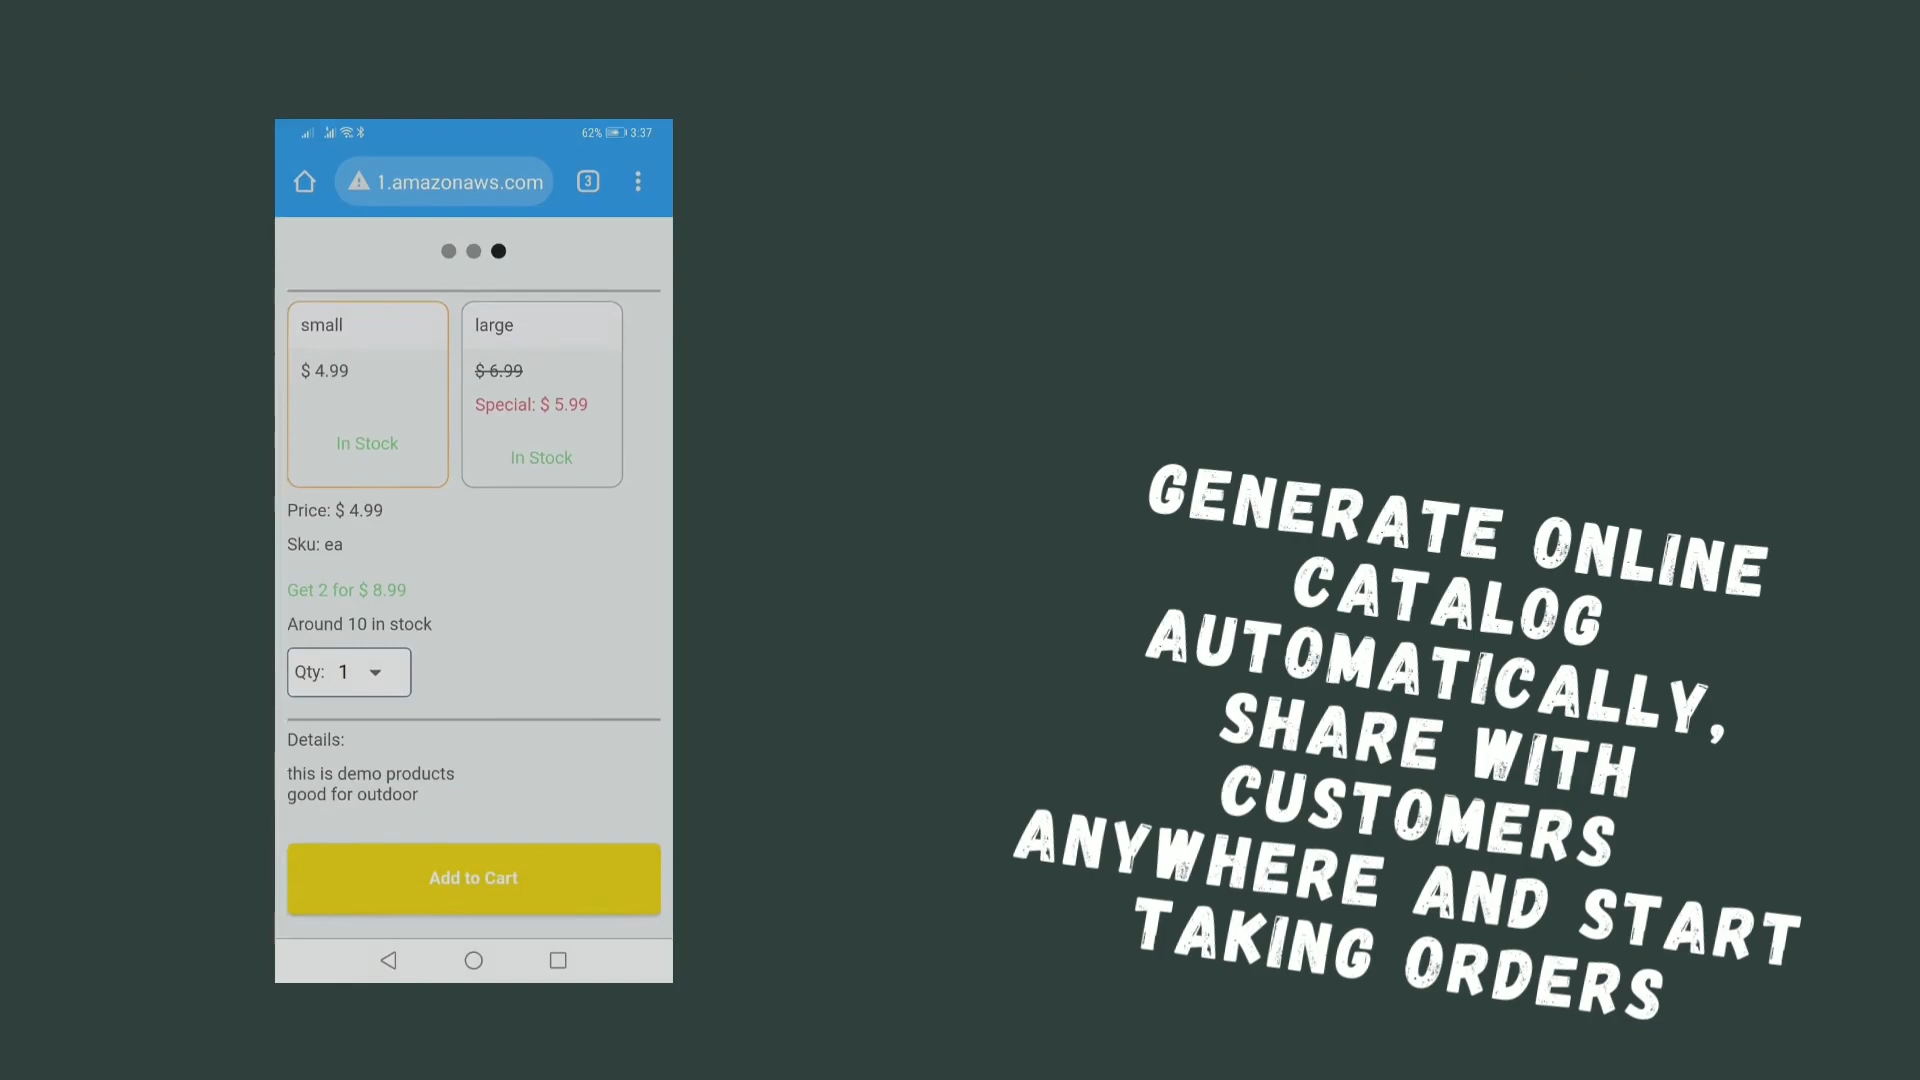 62% 3:37
1.amazonaws.com
3
small
$ 4.99
In Stock
large
$ 6.99
Special: $ 5.99
In Stock
Price: $ 4.99
Sku: ea
Get 2 for $ 8.99
Around 10 in stock
Qty: 1
Details:
this is demo products
good for outdoor
Add to Cart
GENERATE ONLINE
CATALOG
AUTOMATICALLY,
SHARE WITH
CUSTOMERS
ANYWHERE AND START
TAKING ORDERS